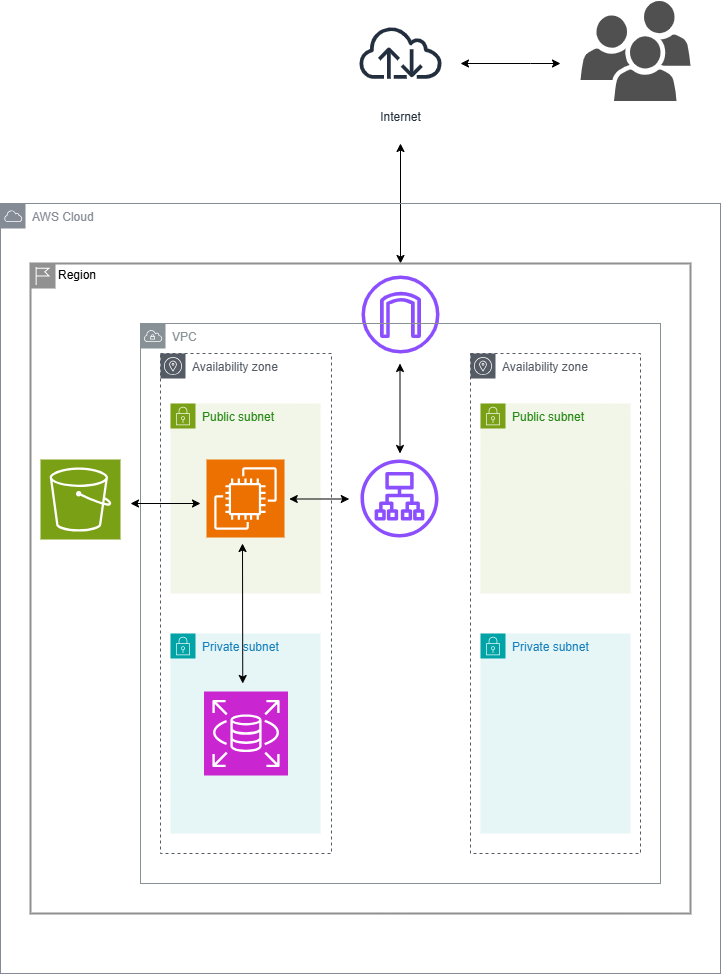 Internet
AWS Cloud
Region
VPC
Availability zone
Availability zone
Public subnet
Public subnet
Private subnet
Private subnet